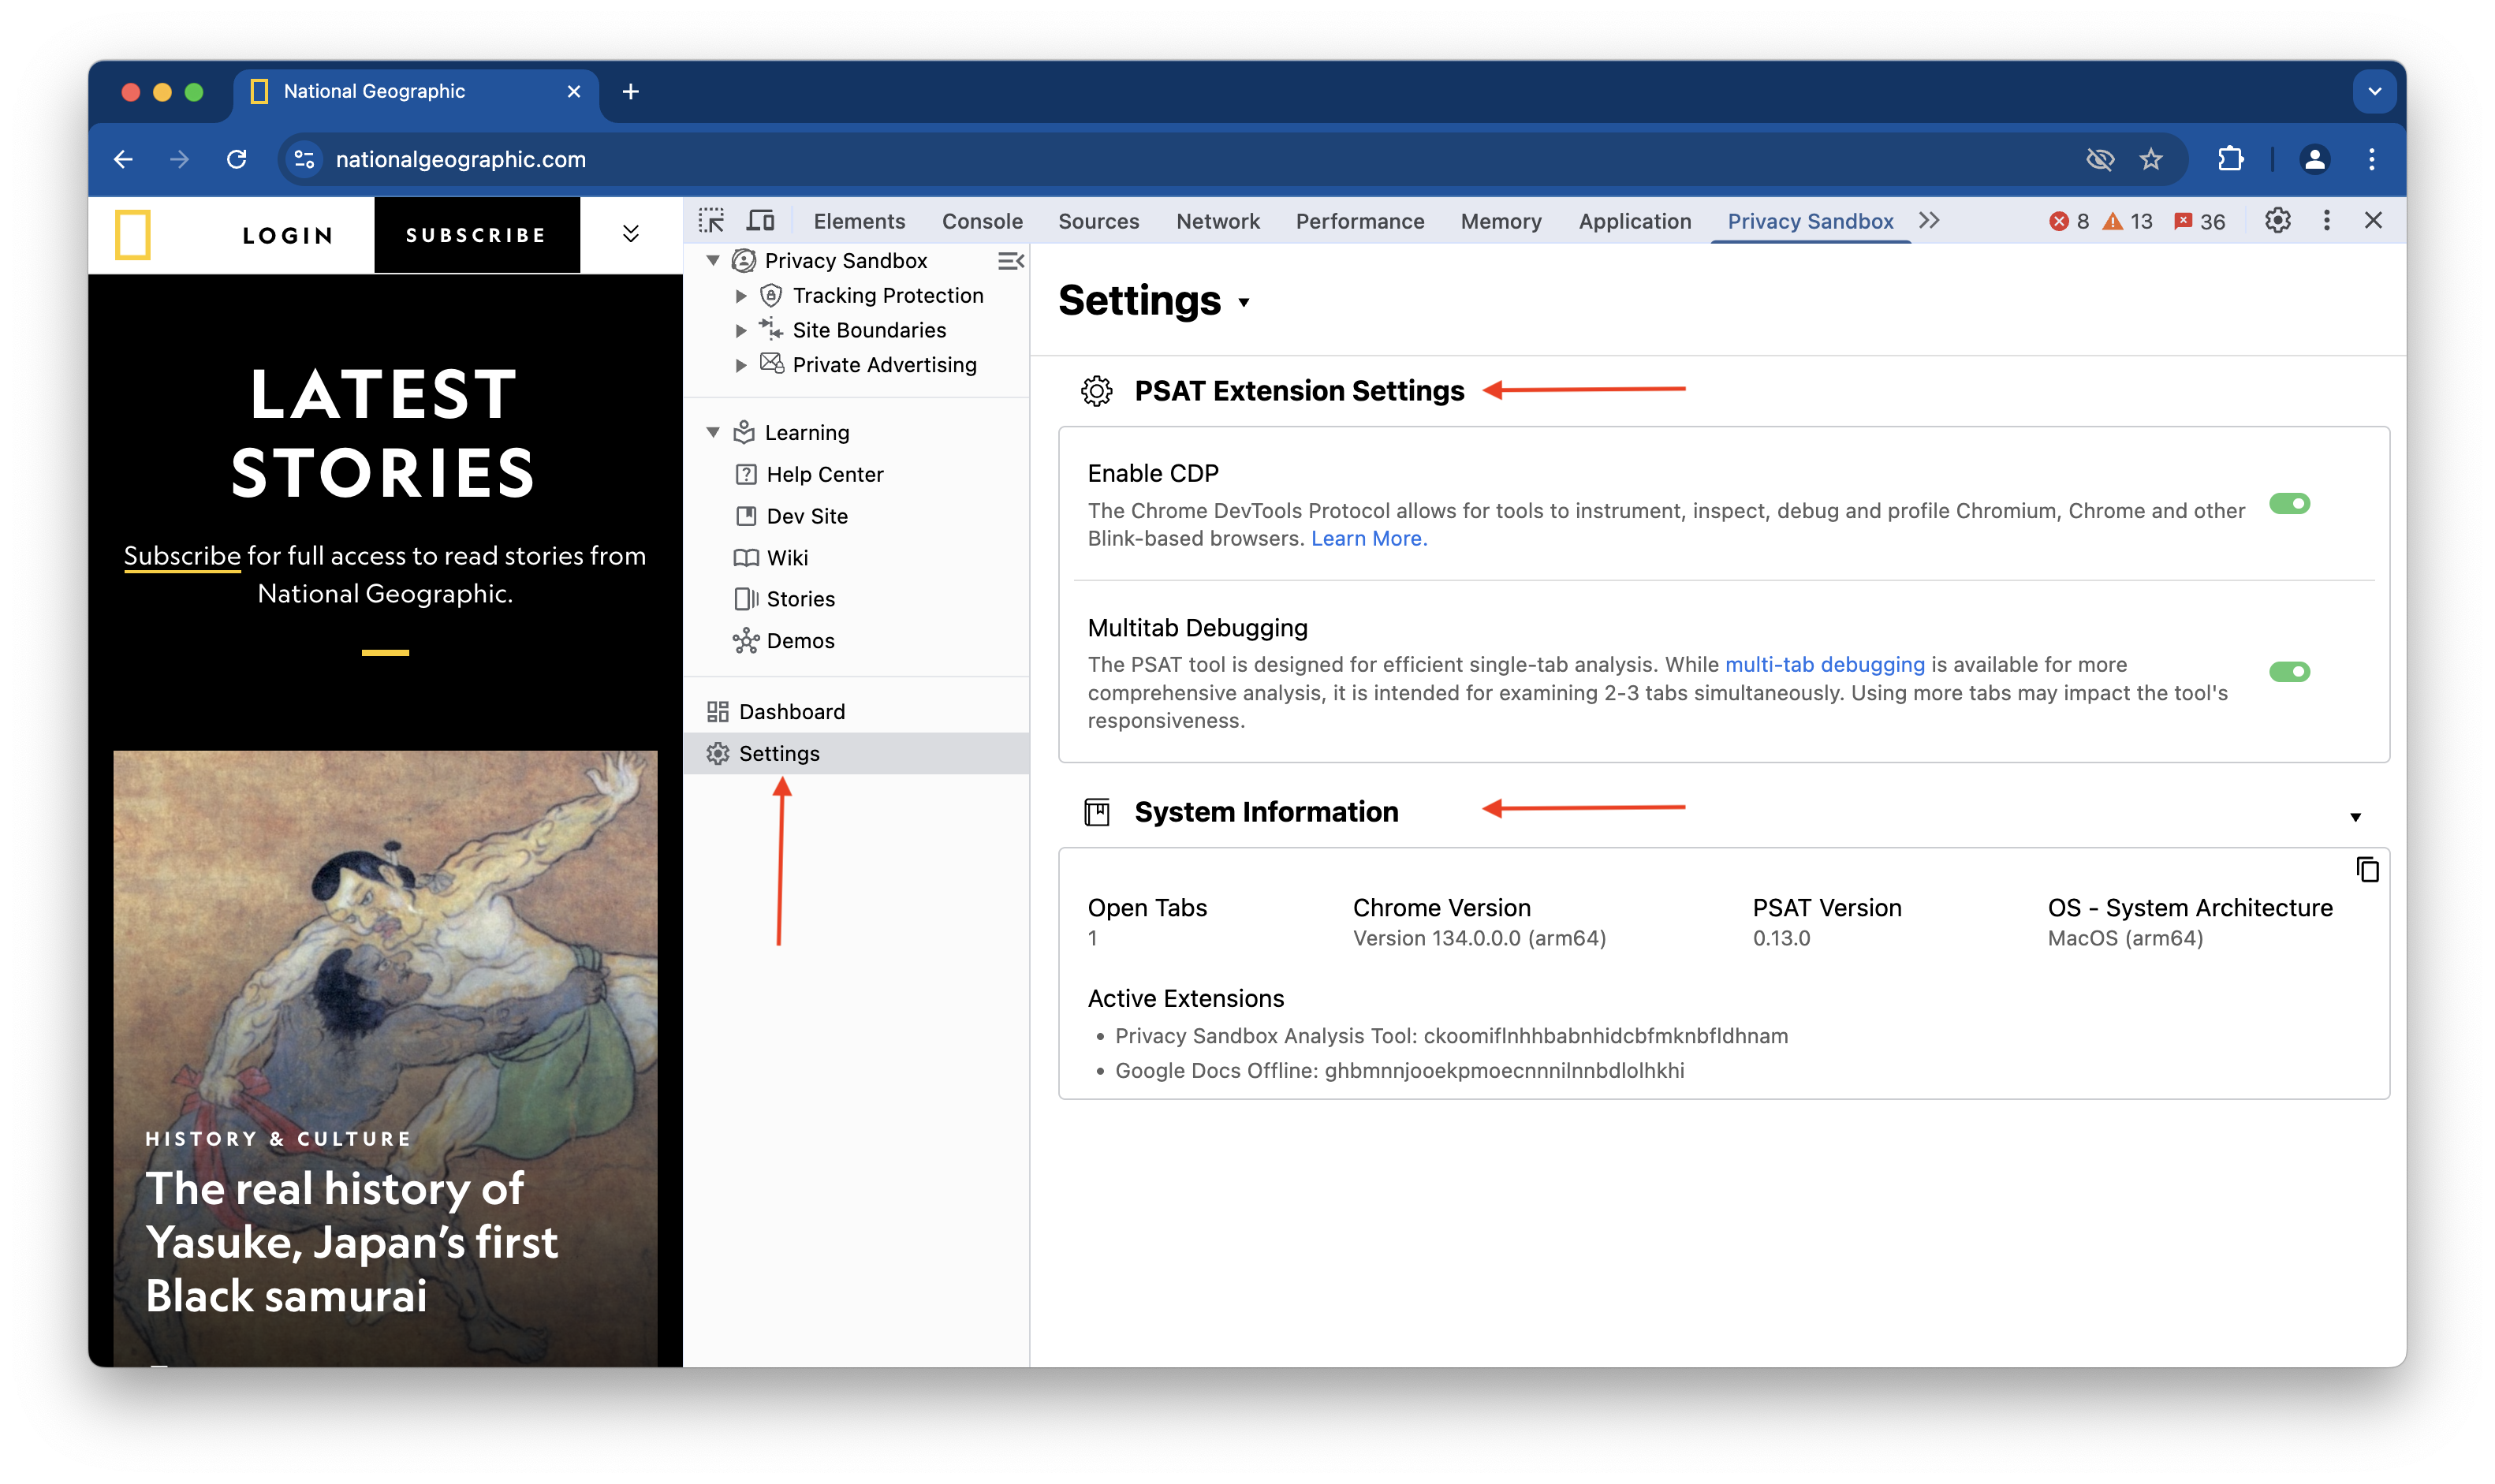 National Geographic
nationalgeographic.com
LOGIN
SUBSCRIBE
LATEST
STORIES
Subscribe for full access to read stories from
National Geographic.
HISTORY & CULTURE
The real history of
Yasuke, Japan’s first
Black samurai
Elements
Console
Sources
Network
Performance
Memory
Application
Privacy Sandbox
8
13
36
Privacy Sandbox
Tracking Protection
Site Boundaries
Private Advertising
Learning
Help Center
Dev Site
Wiki
Stories
Demos
Dashboard
Settings
Settings
PSAT Extension Settings
Enable CDP
The Chrome DevTools Protocol allows for tools to instrument, inspect, debug and profile Chromium, Chrome and other
Blink-based browsers. Learn More.
Multitab Debugging
The PSAT tool is designed for efficient single-tab analysis. While multi-tab debugging is available for more
comprehensive analysis, it is intended for examining 2-3 tabs simultaneously. Using more tabs may impact the tool's
responsiveness.
System Information
Open Tabs
1
Chrome Version
Version 134.0.0.0 (arm64)
PSAT Version
0.13.0
OS - System Architecture
MacOS (arm64)
Active Extensions
• Privacy Sandbox Analysis Tool: ckoomiflnhhbabnhidcbfmknbfldhnam
• Google Docs Offline: ghbmnnjooekpmoecnnnilnnbdlolhkhi